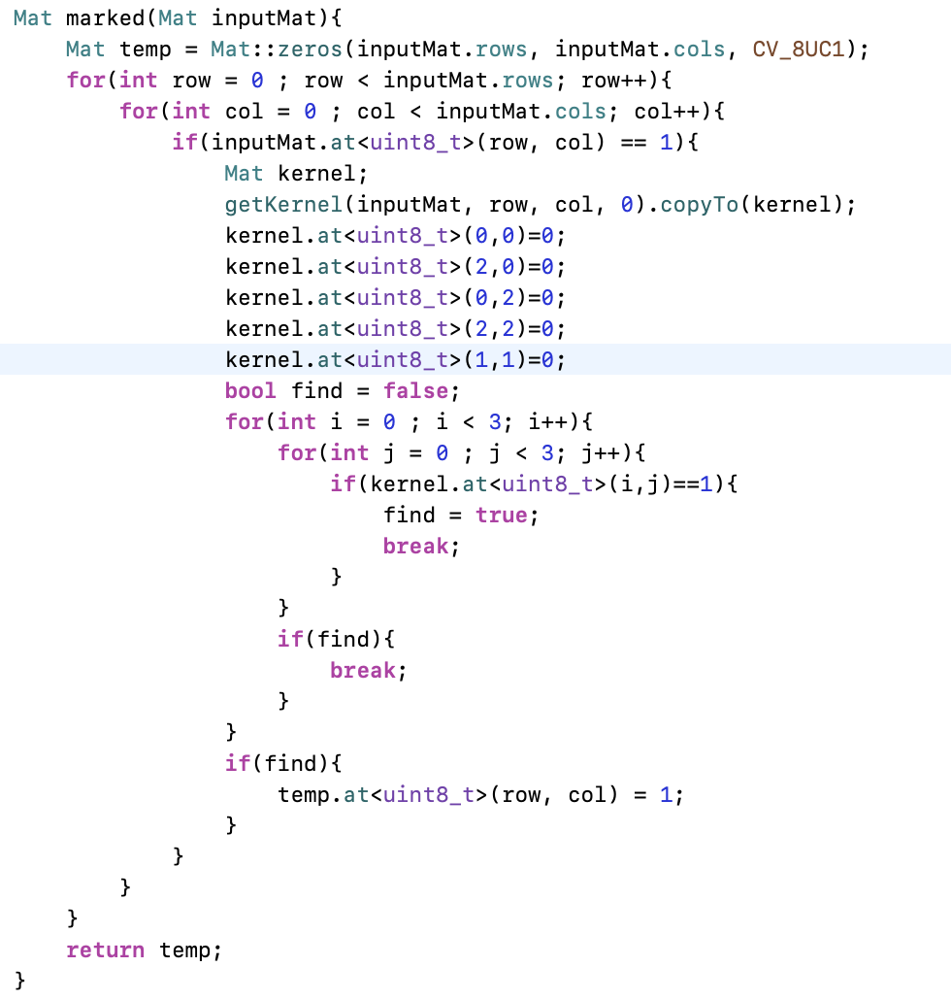 Mat marked(Mat inputMat){
    Mat temp = Mat::zeros(inputMat.rows, inputMat.cols, CV_8UC1);
    for(int row = 0 ; row < inputMat.rows; row++){
        for(int col = 0 ; col < inputMat.cols; col++){
            if(inputMat.at<uint8_t>(row, col) == 1){
                Mat kernel;
                getKernel(inputMat, row, col, 0).copyTo(kernel);
                kernel.at<uint8_t>(0,0)=0;
                kernel.at<uint8_t>(2,0)=0;
                kernel.at<uint8_t>(0,2)=0;
                kernel.at<uint8_t>(2,2)=0;
                kernel.at<uint8_t>(1,1)=0;
                bool find = false;
                for(int i = 0 ; i < 3; i++){
                    for(int j = 0 ; j < 3; j++){
                        if(kernel.at<uint8_t>(i,j)==1){
                            find = true;
                            break;
                        }
                    }
                    if(find){
                        break;
                    }
                }
                if(find){
                    temp.at<uint8_t>(row, col) = 1;
                }
            }
        }
    }
    return temp;
}